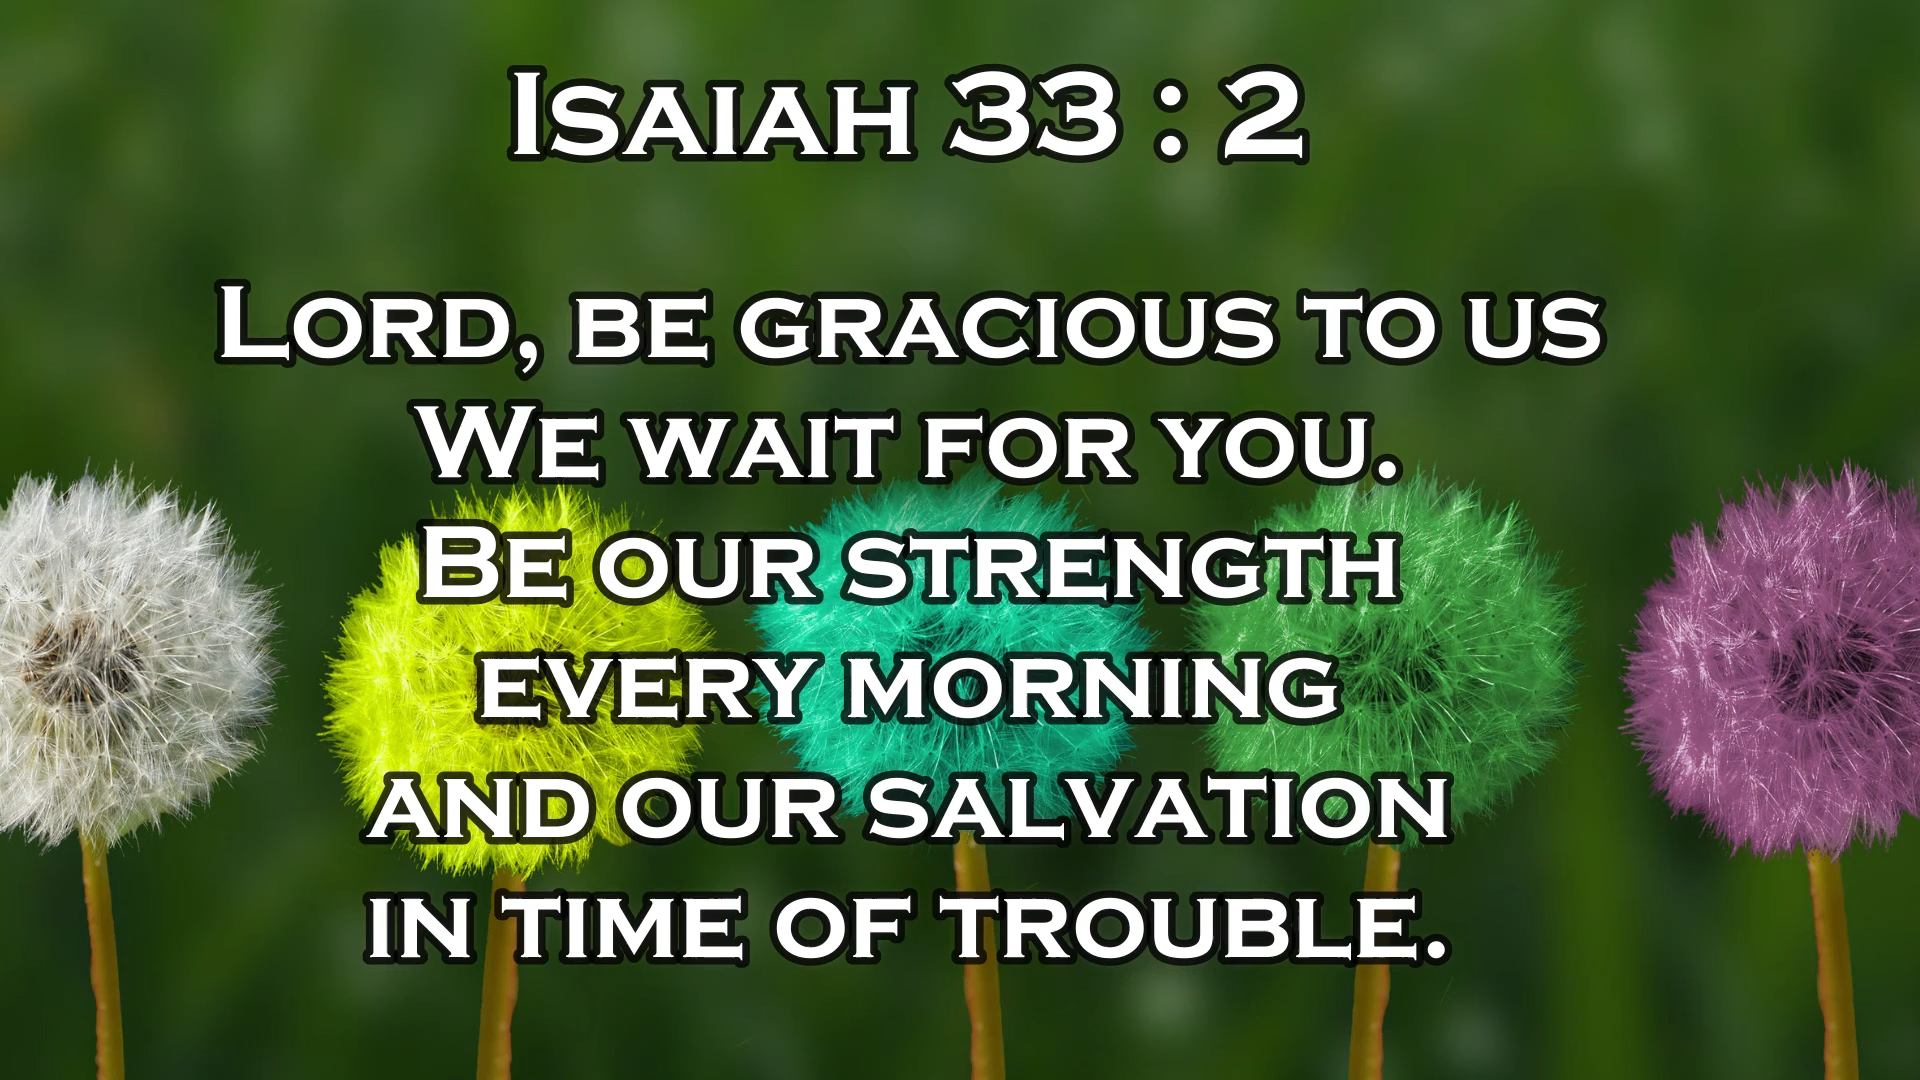 Isaiah 33 : 2
Lord, be gracious to us
We wait for you.
Be our strength
every morning
and our salvation
in time of trouble.